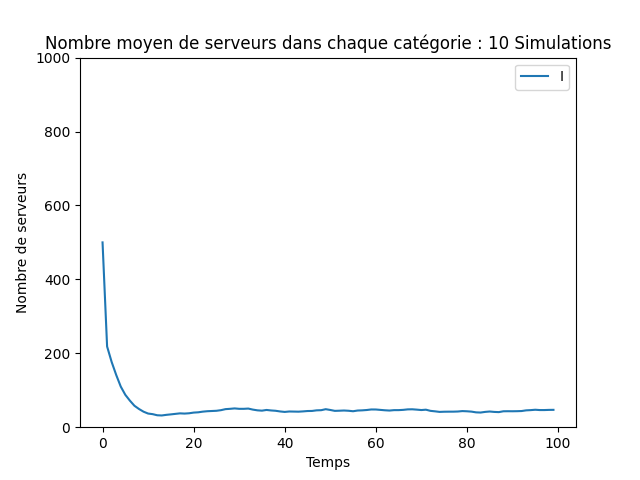 Nombre moyen de serveurs dans chaque catégorie : 10 Simulations
1000
800
600
400
200
0
Nombre de serveurs
I
0 20 40 60 80 100
Temps